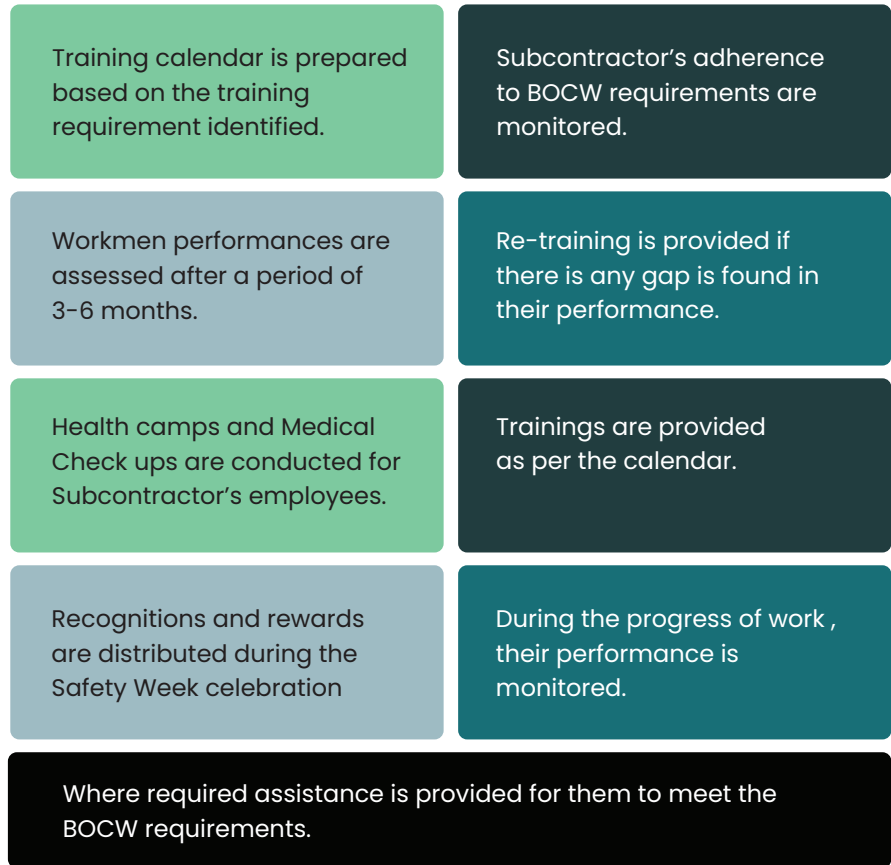 Training calendar is prepared
based on the training
requirement identified.
Subcontractor’s adherence
to BOCW requirements are
monitored.
Workmen performances are
assessed after a period of
3-6 months.
Re-training is provided if
there is any gap is found in
their performance.
Health camps and Medical
Check ups are conducted for
Subcontractor’s employees.
Trainings are provided
as per the calendar.
Recognitions and rewards
are distributed during the
Safety Week celebration
During the progress of work ,
their performance is
monitored.
Where required assistance is provided for them to meet the
BOCW requirements.